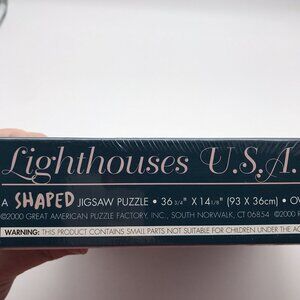 Lighthouses U.S.A.
A SHAPED JIGSAW PUZZLE • 36 3/4" X 14 1/8" (93 X 36cm) •
©2000 GREAT AMERICAN PUZZLE FACTORY, INC., SOUTH NORWALK, CT 06854 ©2000
WARNING: THIS PRODUCT CONTAINS SMALL PARTS NOT SUITABLE FOR CHILDREN UNDER THE